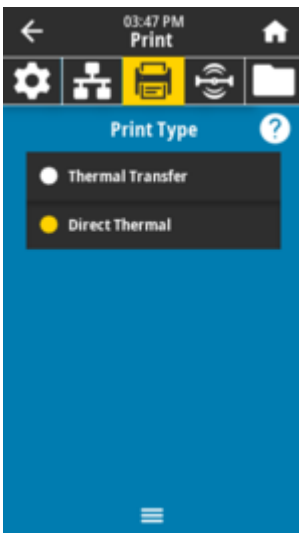 03:47 PM
Print
Print Type
?
Thermal Transfer
Direct Thermal